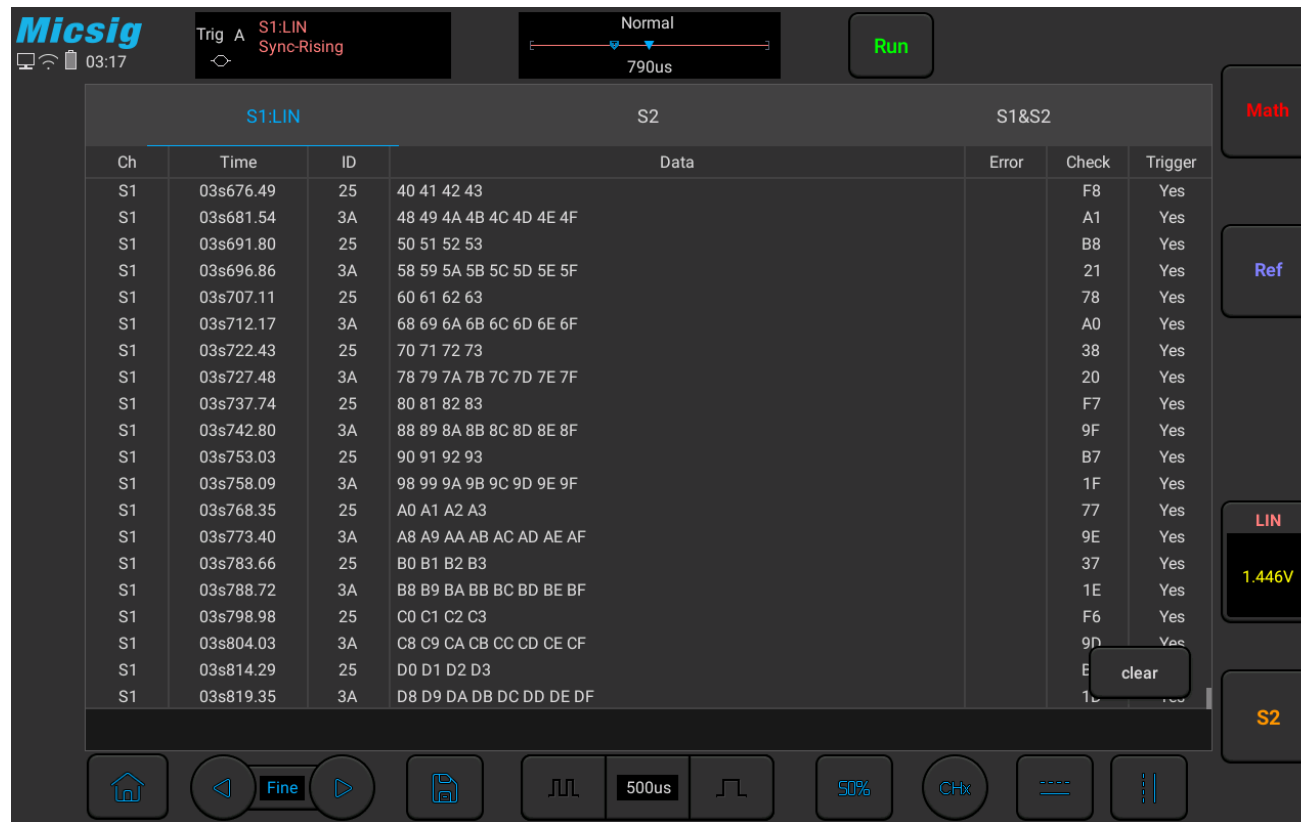 Micsig
03:17
Trig A S1:LIN
Sync-Rising
Normal
790us
Run
Math
S1:LIN S2 S1&S2
Ch Time ID Data Error Check Trigger
S1 03s676.49 25 40 41 42 43 F8 Yes
S1 03s681.54 3A 48 49 4A 4B 4C 4D 4E 4F A1 Yes
S1 03s691.80 25 50 51 52 53 B8 Yes
S1 03s696.86 3A 58 59 5A 5B 5C 5D 5E 5F 21 Yes
Ref
S1 03s707.11 25 60 61 62 63 78 Yes
S1 03s712.17 3A 68 69 6A 6B 6C 6D 6E 6F A0 Yes
S1 03s722.43 25 70 71 72 73 38 Yes
S1 03s727.48 3A 78 79 7A 7B 7C 7D 7E 7F 20 Yes
S1 03s737.74 25 80 81 82 83 F7 Yes
S1 03s742.80 3A 88 89 8A 8B 8C 8D 8E 8F 9F Yes
S1 03s753.03 25 90 91 92 93 B7 Yes
S1 03s758.09 3A 98 99 9A 9B 9C 9D 9E 9F 1F Yes
S1 03s768.35 25 A0 A1 A2 A3 77 Yes
LIN
S1 03s773.40 3A A8 A9 AA AB AC AD AE AF 9E Yes
S1 03s783.66 25 B0 B1 B2 B3 37 Yes
1.446V
S1 03s788.72 3A B8 B9 BA BB BC BD BE BF 1E Yes
S1 03s798.98 25 C0 C1 C2 C3 F6 Yes
S1 03s804.03 3A C8 C9 CA CB CC CD CE CF 9D Yes
S1 03s814.29 25 D0 D1 D2 D3
clear
S1 03s819.35 3A D8 D9 DA DB DC DD DE DF
S2
Fine
500us
50%
CHx